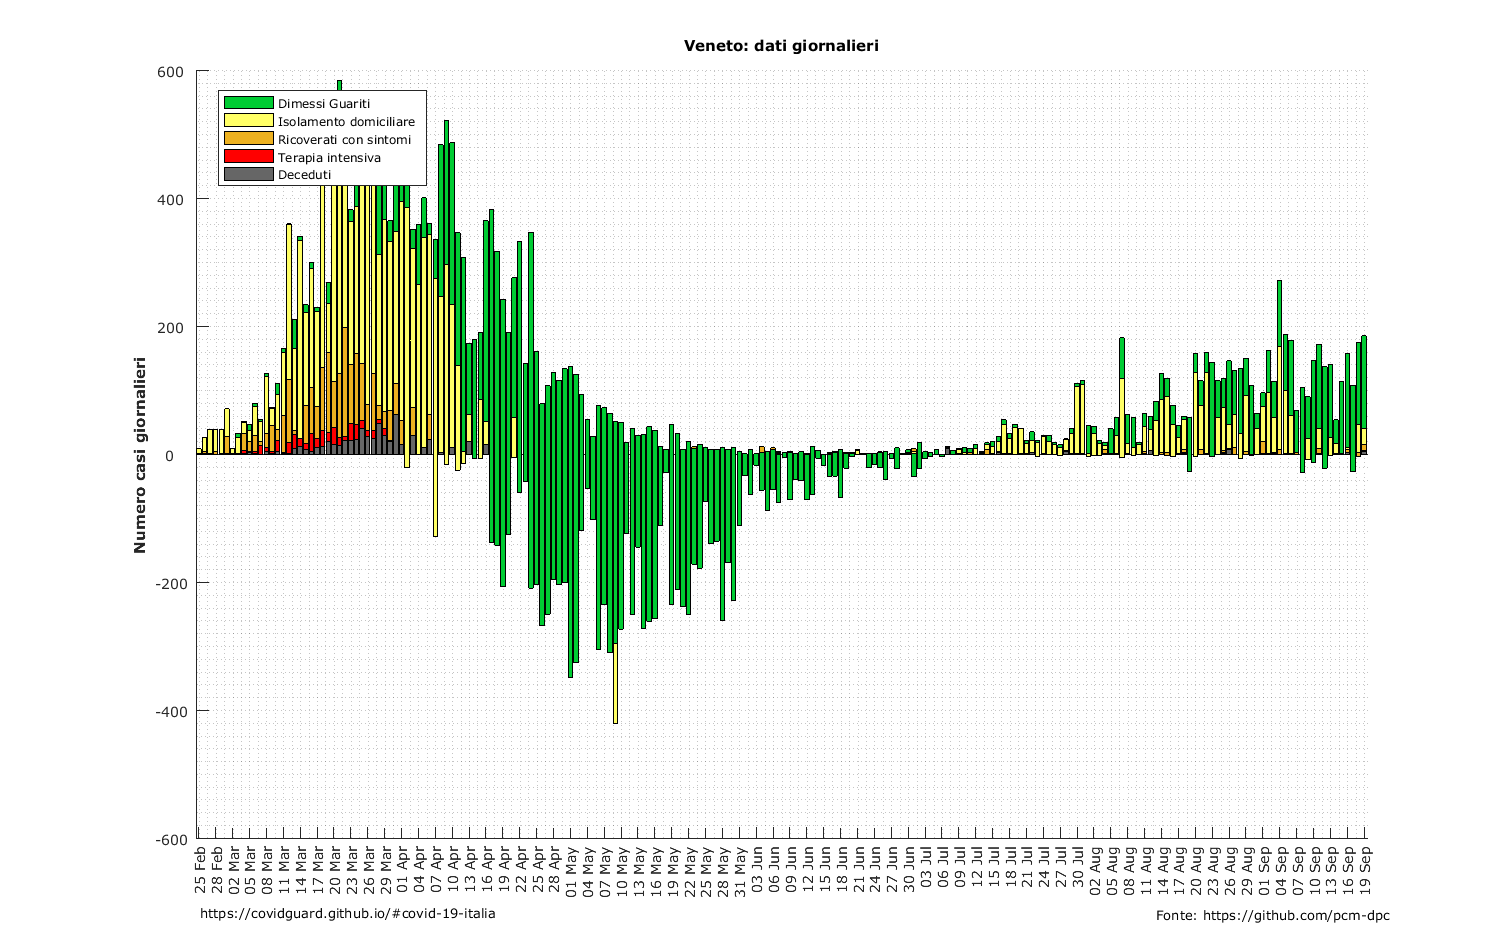 Veneto: dati giornalieri
600
400
200
0
-200
-400
-600
Numero casi giornalieri
Dimessi Guariti
Isolamento domiciliare
Ricoverati con sintomi
Terapia intensiva
Deceduti
25 Feb
28 Feb
02 Mar
05 Mar
08 Mar
11 Mar
14 Mar
17 Mar
20 Mar
23 Mar
26 Mar
29 Mar
01 Apr
04 Apr
07 Apr
10 Apr
13 Apr
16 Apr
19 Apr
22 Apr
25 Apr
28 Apr
01 May
04 May
07 May
10 May
13 May
16 May
19 May
22 May
25 May
28 May
31 May
03 Jun
06 Jun
09 Jun
12 Jun
15 Jun
18 Jun
21 Jun
24 Jun
27 Jun
30 Jun
03 Jul
06 Jul
09 Jul
12 Jul
15 Jul
18 Jul
21 Jul
24 Jul
27 Jul
30 Jul
02 Aug
05 Aug
08 Aug
11 Aug
14 Aug
17 Aug
20 Aug
23 Aug
26 Aug
29 Aug
01 Sep
04 Sep
07 Sep
10 Sep
13 Sep
16 Sep
19 Sep
https://covidguard.github.io/#covid-19-italia
Fonte: https://github.com/pcm-dpc